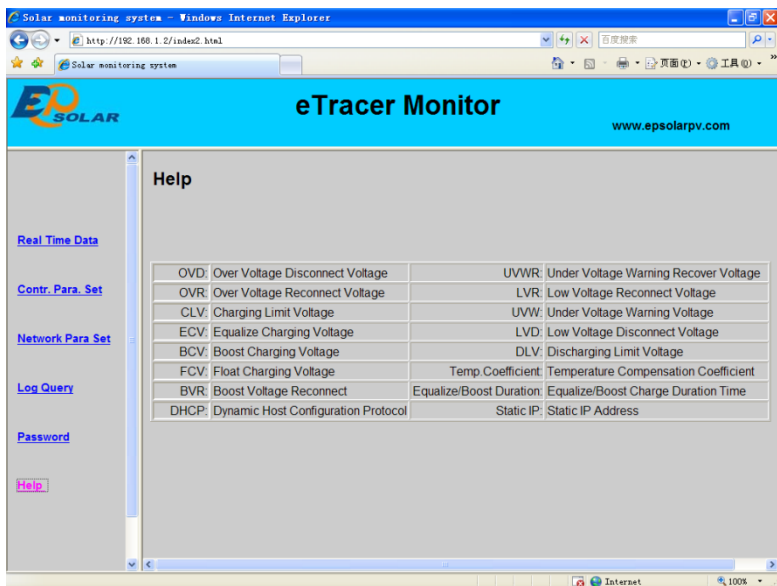 Solar monitoring system - Windows Internet Explorer
http://192.168.1.2/index2.html
百度搜索
Solar monitoring system
页面(P)
工具(O)
EP SOLAR
eTracer Monitor
www.epsolarpv.com
Help
Real Time Data
Contr. Para. Set
Network Para Set
Log Query
Password
Help
OVD: Over Voltage Disconnect Voltage UVWR: Under Voltage Warning Recover Voltage
OVR: Over Voltage Reconnect Voltage LVR: Low Voltage Reconnect Voltage
CLV: Charging Limit Voltage UVW: Under Voltage Warning Voltage
ECV: Equalize Charging Voltage LVD: Low Voltage Disconnect Voltage
BCV: Boost Charging Voltage DLV: Discharging Limit Voltage
FCV: Float Charging Voltage Temp.Coefficient: Temperature Compensation Coefficient
BVR: Boost Voltage Reconnect Equalize/Boost Duration: Equalize/Boost Charge Duration Time
DHCP: Dynamic Host Configuration Protocol Static IP: Static IP Address
Internet
100%